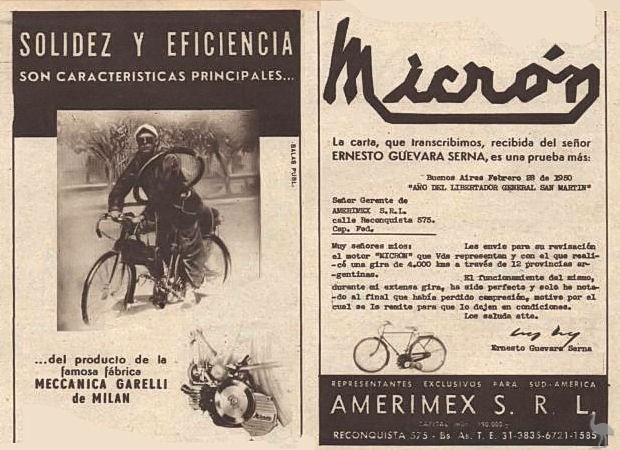 SOLIDEZ Y EFICIENCIA
SON CARACTERISTICAS PRINCIPALES...
BALAS PUBL.
...del producto de la
famosa fábrica
MECCANICA GARELLI
de MILAN
Micrón
La carta, que transcribimos, recibida del señor
ERNESTO GUEVARA SERNA, es una prueba más:
Buenos Aires Febrero 28 de 1950
"AÑO DEL LIBERTADOR GENERAL SAN MARTIN"
Señor Gerente de
AMERIMEX S.R.L.
calle Reconquista 575.
Cap. Fed.
Muy señores mios: Les envio para su revisación
el motor "MICRON" que Vds representan y con el que reali-
-cé una gira de 4.000 kms a través de 12 provincias ar-
-gentinas.
El funcionamiento del mismo,
durante mi extensa gira, ha sido perfecto y solo he nota-
-do al final que había perdido compresión, motivo por el
cual se lo remito para que lo dejen en condiciones.
Los saluda atte.
Ernesto Guevara Serna
REPRESENTANTES EXCLUSIVOS PARA SUD-AMERICA
AMERIMEX S. R. L.
CAPITAL
RECONQUISTA 575 - Bs. As. T. E. 31-3835-6721-1585